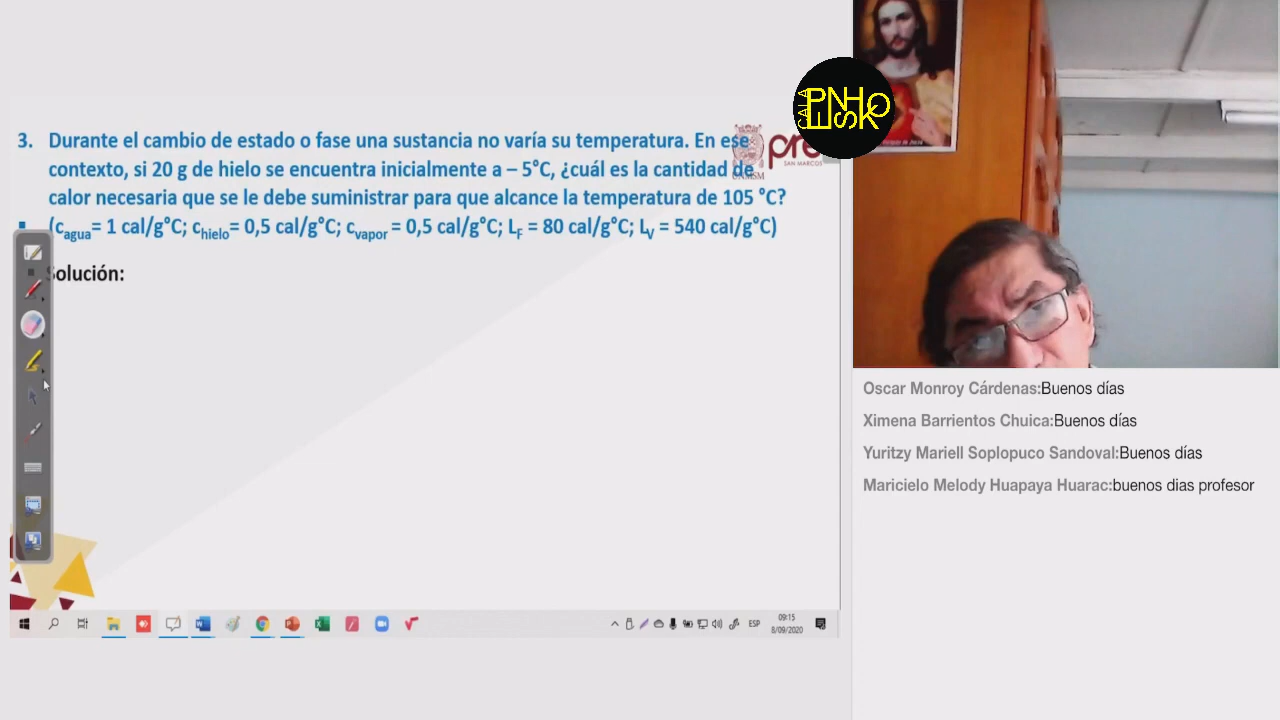 3. Durante el cambio de estado o fase una sustancia no varía su temperatura. En ese
contexto, si 20 g de hielo se encuentra inicialmente a – 5°C, ¿cuál es la cantidad de
calor necesaria que se le debe suministrar para que alcance la temperatura de 105 °C?
(cagua= 1 cal/g°C; chielo= 0,5 cal/g°C; cvapor = 0,5 cal/g°C; LF = 80 cal/g°C; LV = 540 cal/g°C)
Solución:
pre
SAN MARCOS
UNMSM
Oscar Monroy Cárdenas:Buenos días
Ximena Barrientos Chuica:Buenos días
Yuritzy Mariell Soplopuco Sandoval:Buenos días
Maricielo Melody Huapaya Huarac:buenos dias profesor
ESP
09:15
8/09/2020